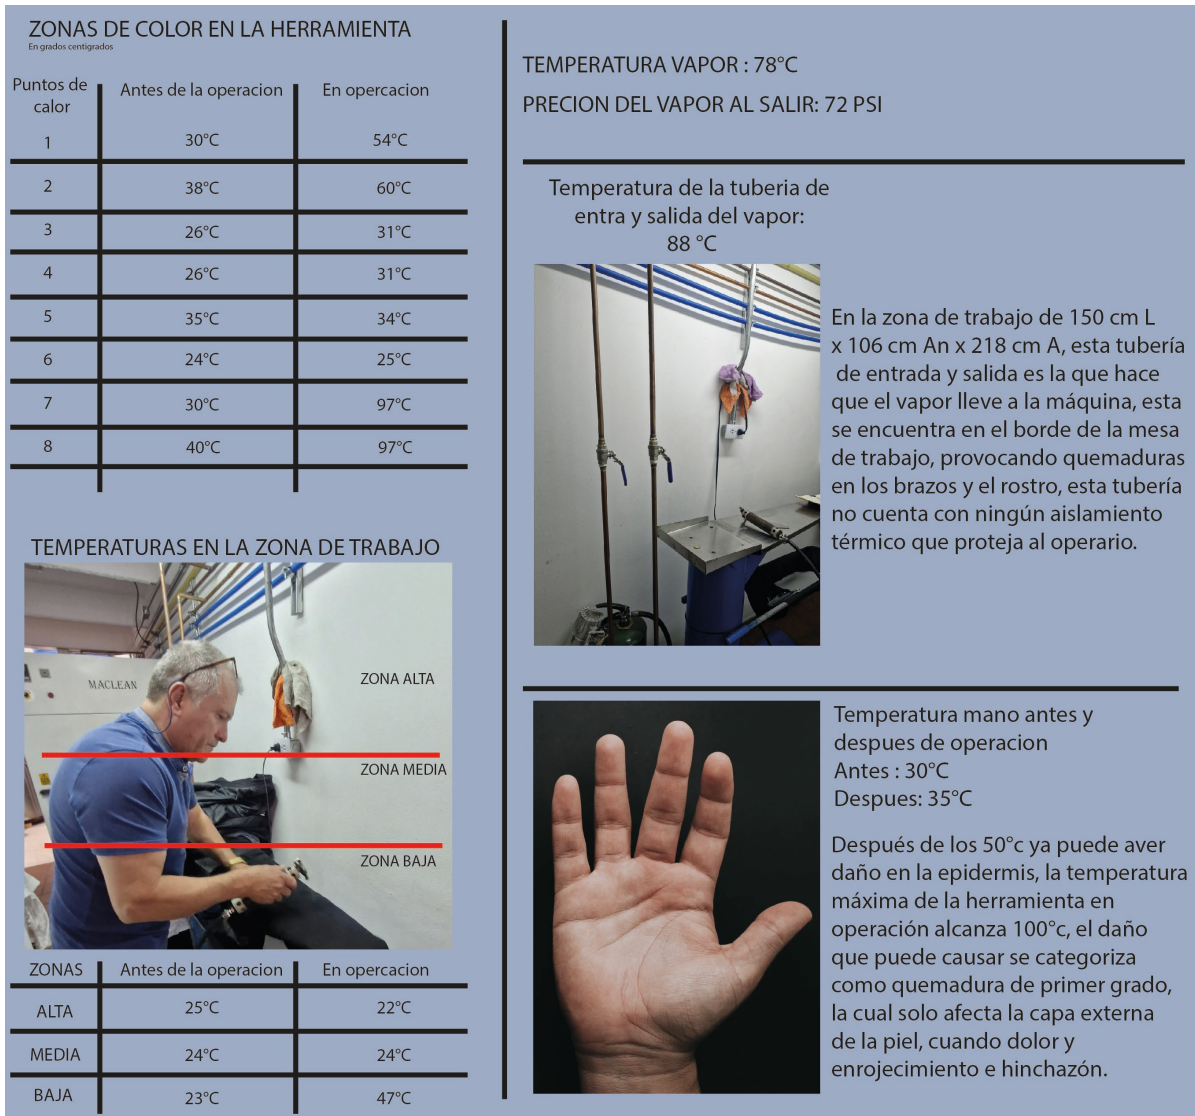 ZONAS DE COLOR EN LA HERRAMIENTA
En grados centigrados
Puntos de calor
Antes de la operacion
En opercacion
1 30°C 54°C
2 38°C 60°C
3 26°C 31°C
4 26°C 31°C
5 35°C 34°C
6 24°C 25°C
7 30°C 97°C
8 40°C 97°C
TEMPERATURAS EN LA ZONA DE TRABAJO
MACLEAN
ZONA ALTA
ZONA MEDIA
ZONA BAJA
ZONAS Antes de la operacion En opercacion
ALTA 25°C 22°C
MEDIA 24°C 24°C
BAJA 23°C 47°C
TEMPERATURA VAPOR : 78°C
PRECION DEL VAPOR AL SALIR: 72 PSI
Temperatura de la tuberia de
entra y salida del vapor:
88 °C
En la zona de trabajo de 150 cm L
x 106 cm An x 218 cm A, esta tubería
de entrada y salida es la que hace
que el vapor lleve a la máquina, esta
se encuentra en el borde de la mesa
de trabajo, provocando quemaduras
en los brazos y el rostro, esta tubería
no cuenta con ningún aislamiento
térmico que proteja al operario.
Temperatura mano antes y
despues de operacion
Antes : 30°C
Despues: 35°C
Después de los 50°c ya puede aver
daño en la epidermis, la temperatura
máxima de la herramienta en
operación alcanza 100°c, el daño
que puede causar se categoriza
como quemadura de primer grado,
la cual solo afecta la capa externa
de la piel, cuando dolor y
enrojecimiento e hinchazón.